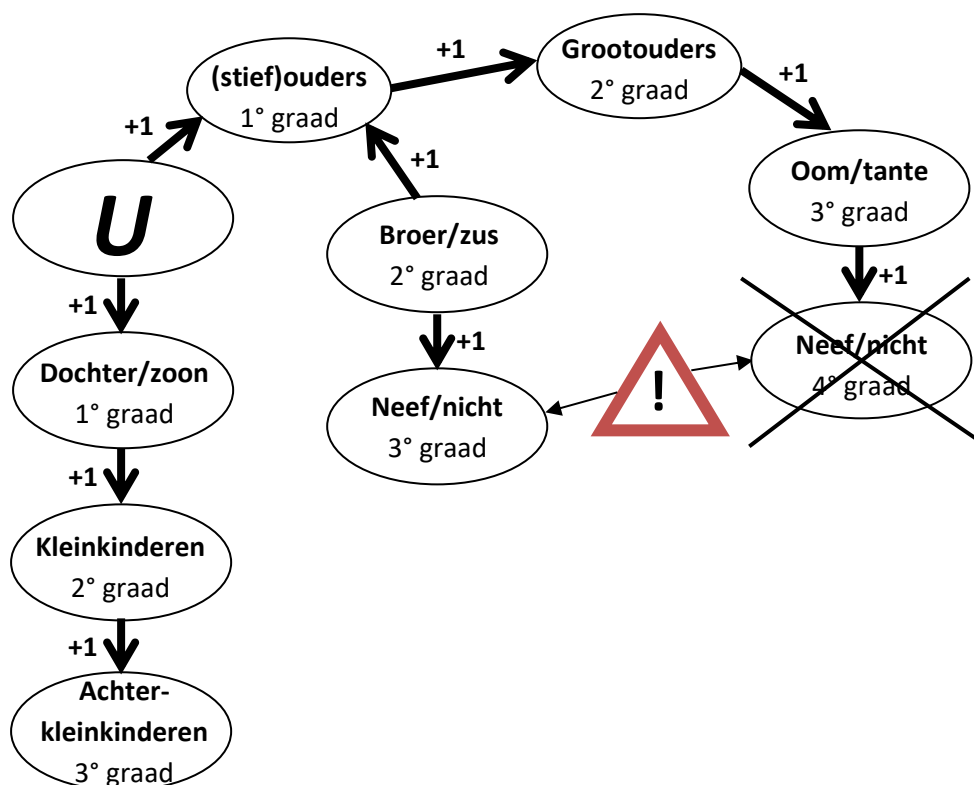 +1
Grootouders
2° graad
(stief)ouders
1° graad
+1
+1
+1
Oom/tante
3° graad
U
Broer/zus
2° graad
+1
+1
+1
Neef/nicht
4° graad
Dochter/zoon
1° graad
!
Neef/nicht
3° graad
+1
Kleinkinderen
2° graad
+1
Achter-
kleinkinderen
3° graad